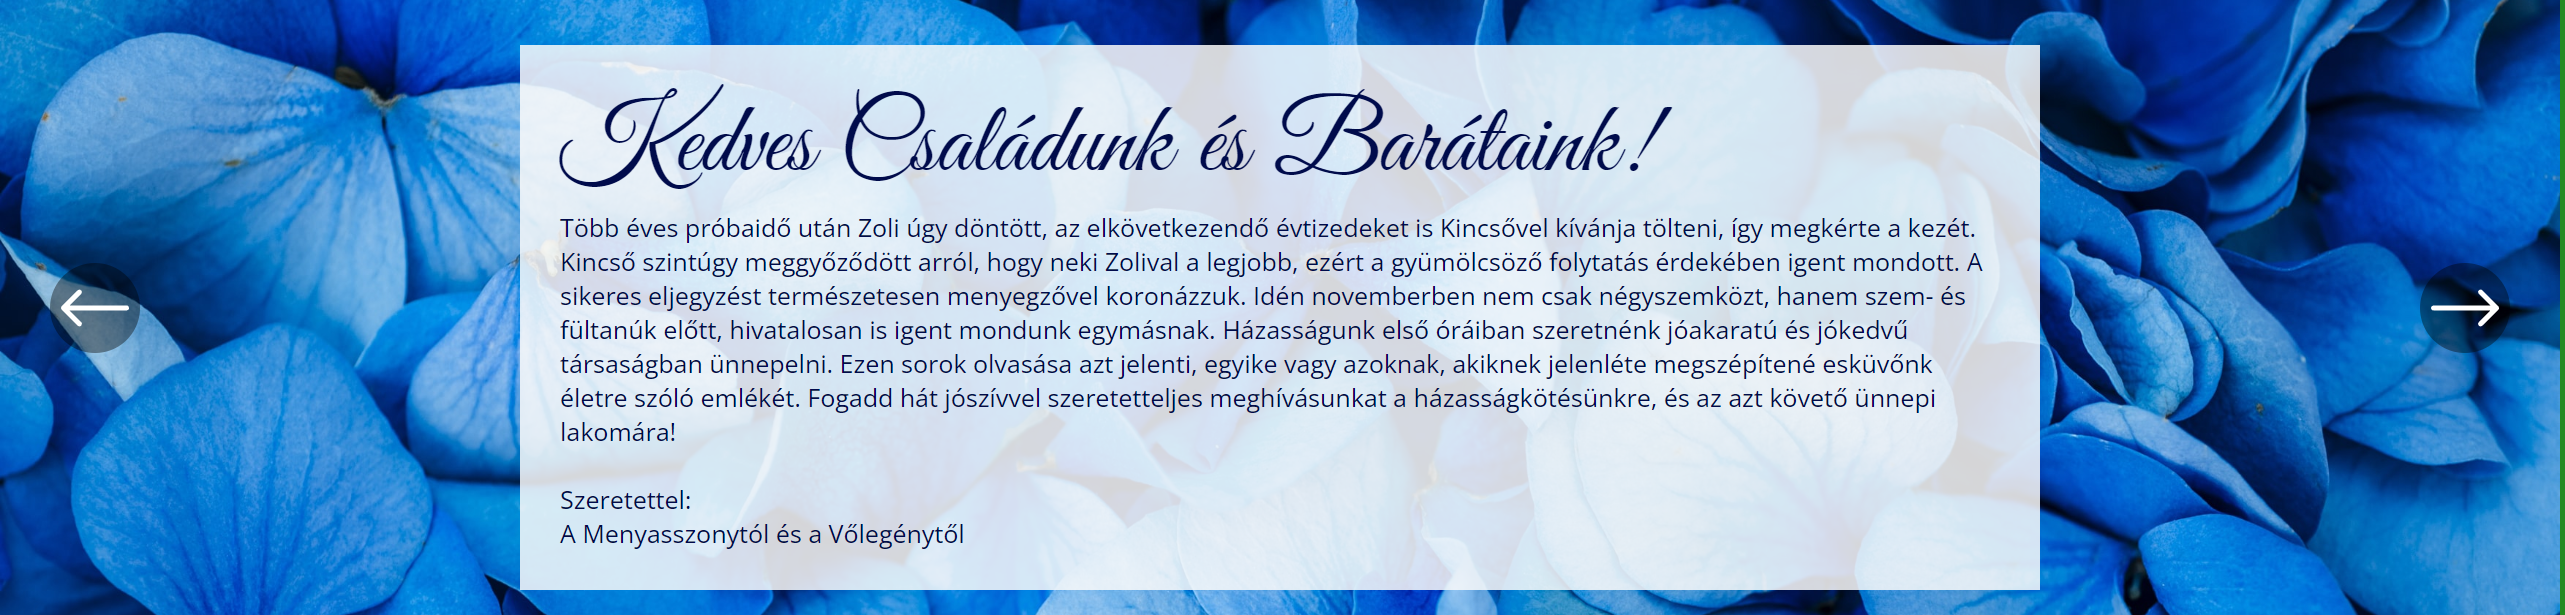 Kedves Családunk és Barátaink!
Több éves próbaidő után Zoli úgy döntött, az elkövetkezendő évtizedeket is Kincsővel kívánja tölteni, így megkérte a kezét.
Kincső szintúgy meggyőződött arról, hogy neki Zolival a legjobb, ezért a gyümölcsöző folytatás érdekében igent mondott. A
sikeres eljegyzést természetesen menyegzővel koronázzuk. Idén novemberben nem csak négyszemközt, hanem szem- és
fültanúk előtt, hivatalosan is igent mondunk egymásnak. Házasságunk első óráiban szeretnénk jóakaratú és jókedvű
társaságban ünnepelni. Ezen sorok olvasása azt jelenti, egyike vagy azoknak, akiknek jelenléte megszépítené esküvőnk
életre szóló emlékét. Fogadd hát jószívvel szeretetteljes meghívásunkat a házasságkötésünkre, és az azt követő ünnepi
lakomára!
Szeretettel:
A Menyasszonytól és a Vőlegénytől